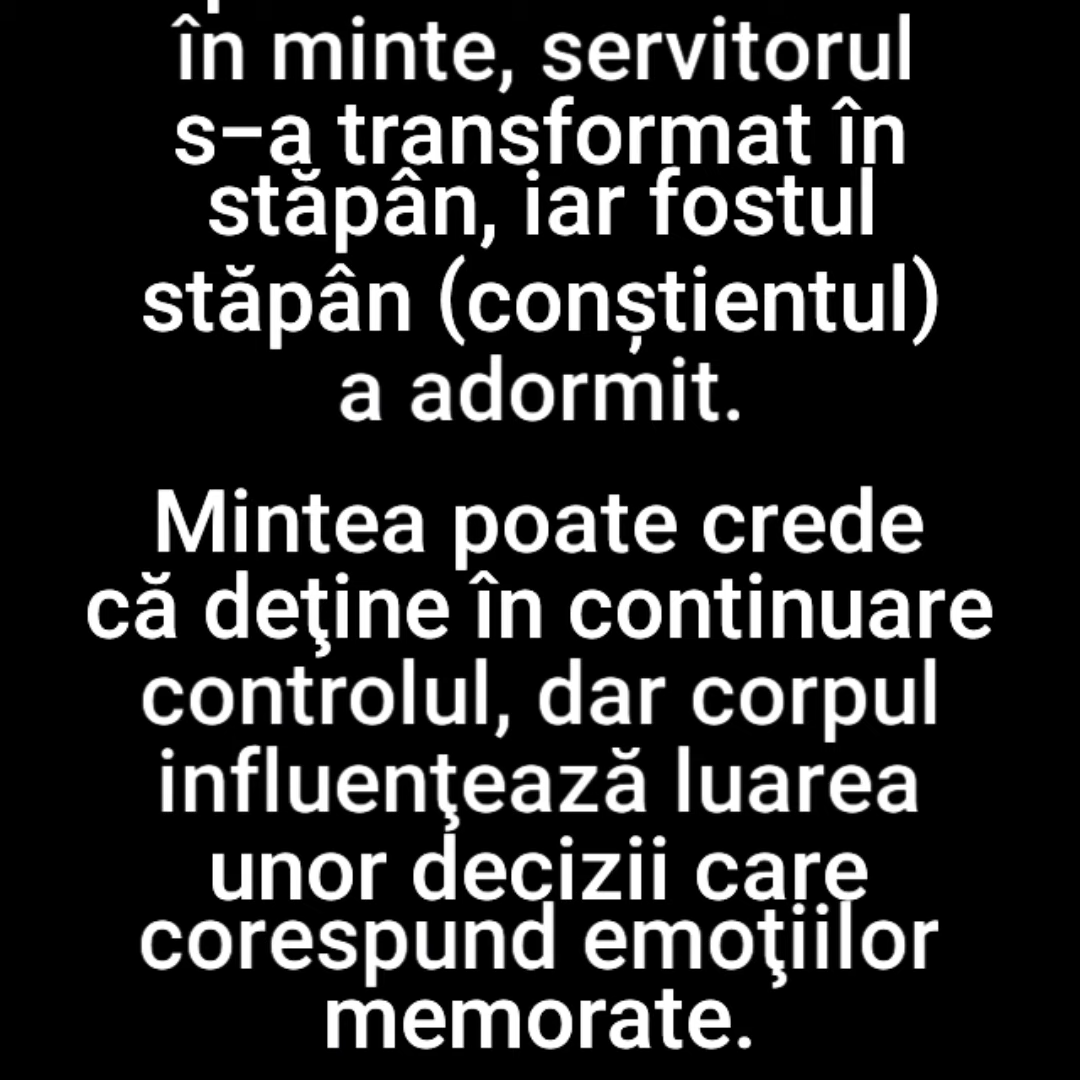 în minte, servitorul
s–a transformat în
stăpân, iar fostul
stăpân (conștientul)
a adormit.
Mintea poate crede
că deţine în continuare
controlul, dar corpul
influenţează luarea
unor decizii care
corespund emoţiilor
memorate.